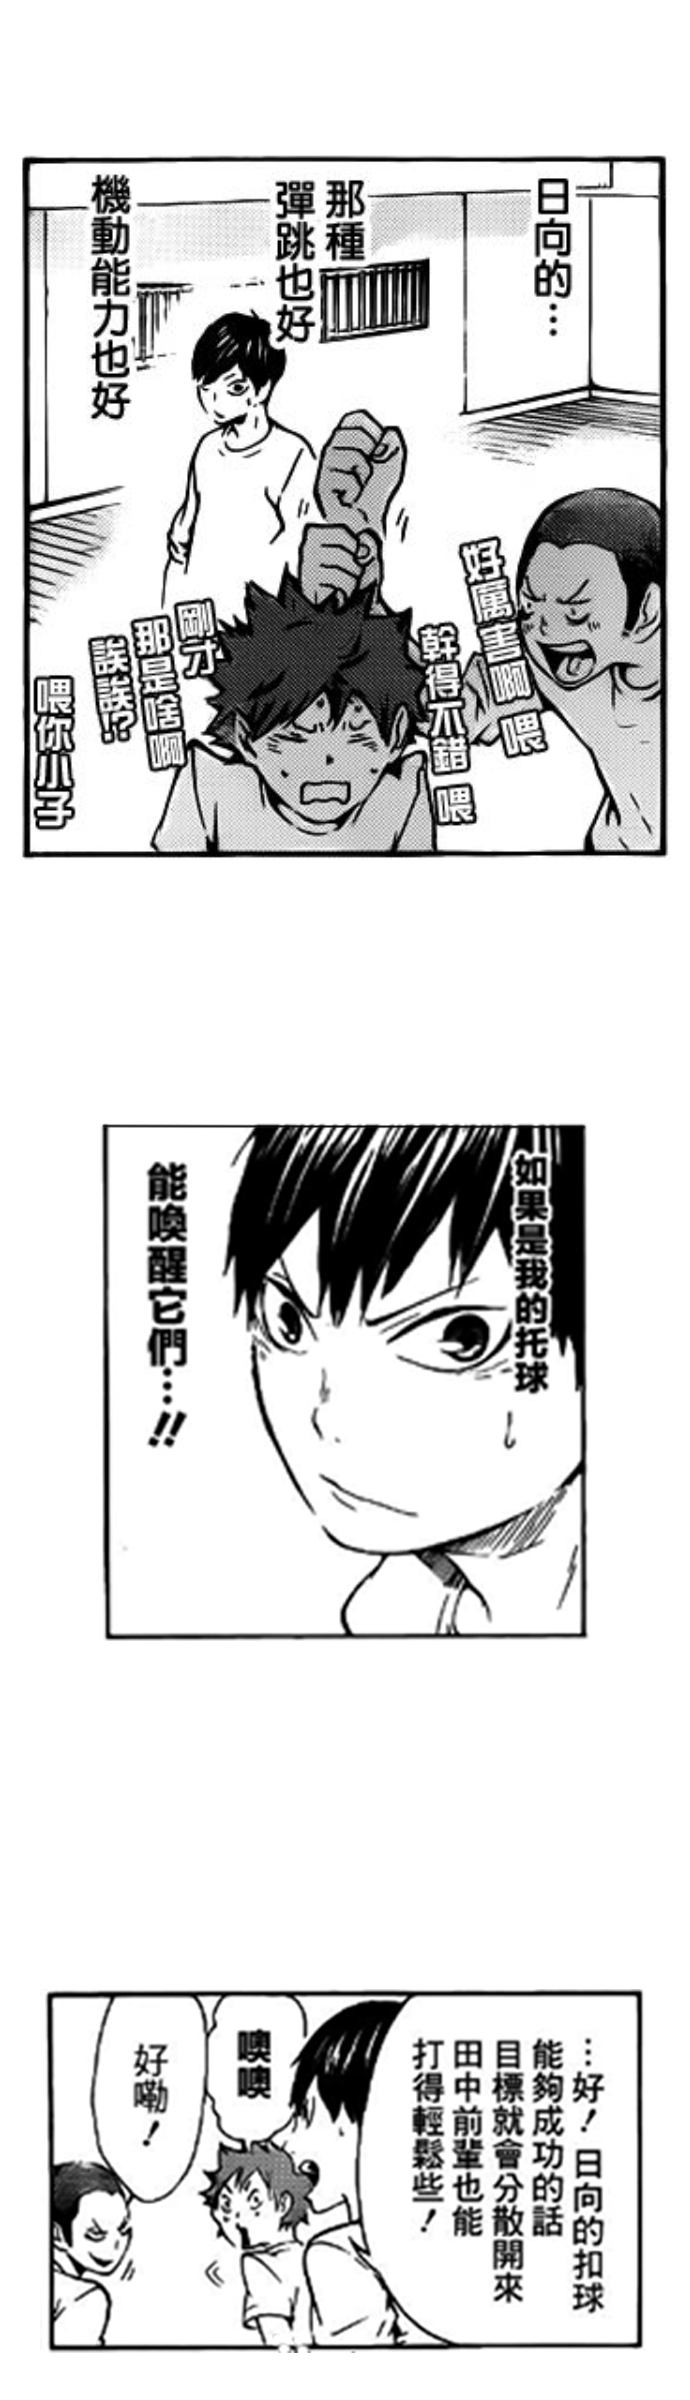 日向的…
那種
彈跳也好
機動能力也好
好厲害啊 喂
幹得不錯 喂
剛才
那是啥啊
誒誒!?
喂你小子
如果是我的托球
能喚醒它們…!!
…好！日向的扣球
能夠成功的話
目標就會分散開來
田中前輩也能
打得輕鬆些！
噢噢
好嘞！